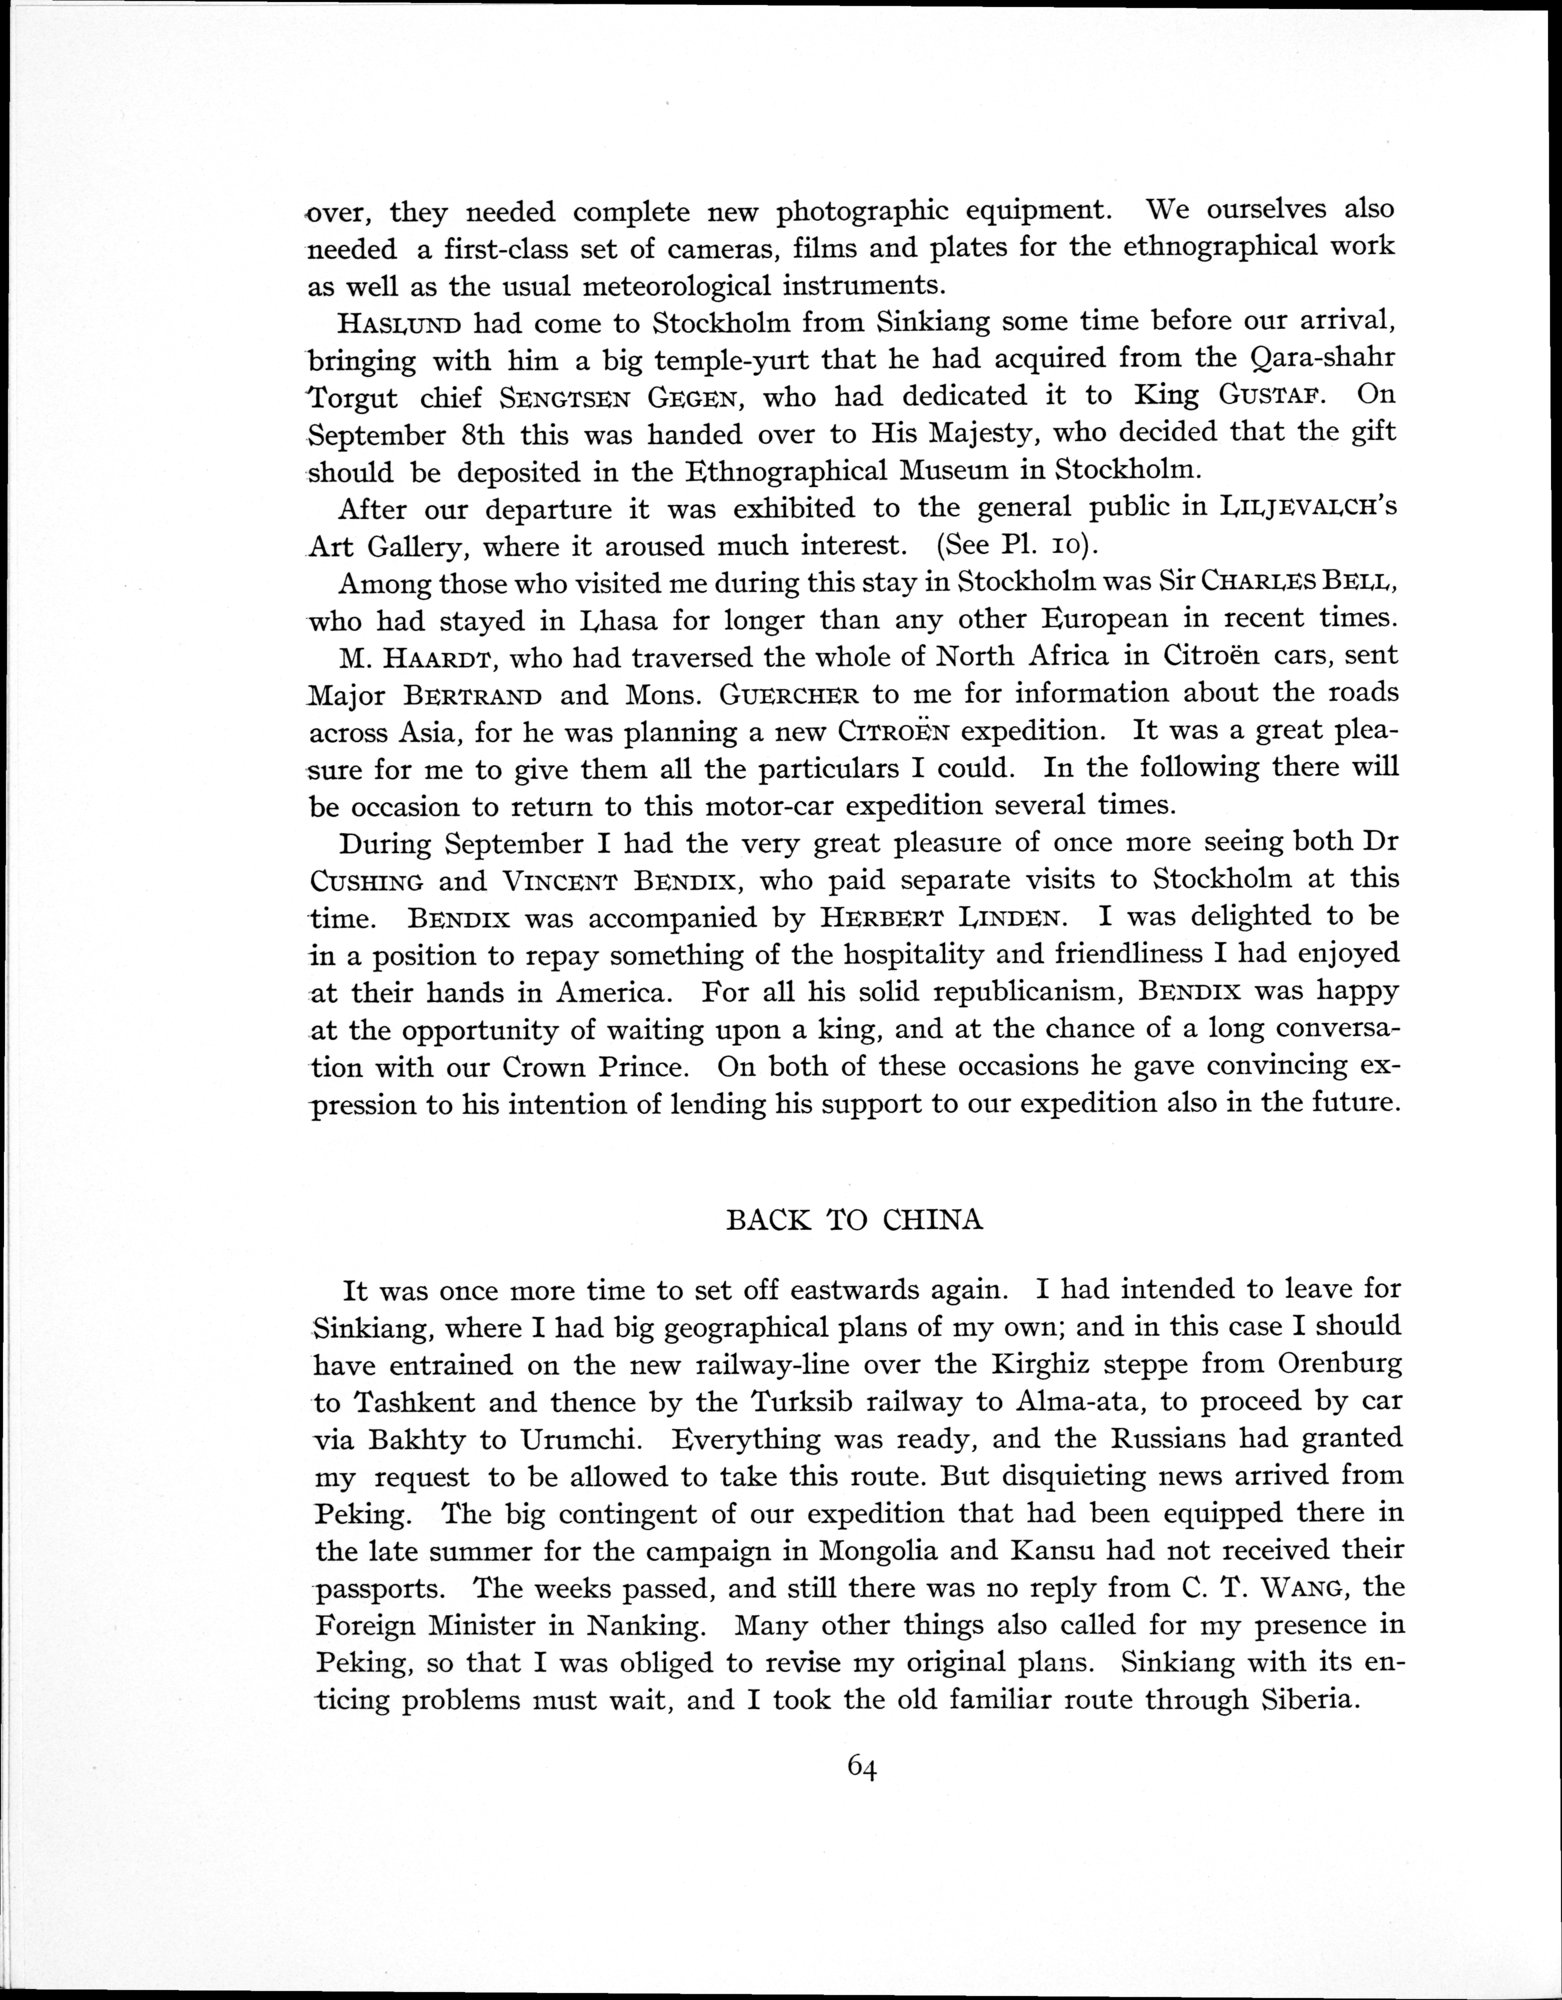 over, they needed complete new photographic equipment. We ourselves also
needed a first-class set of cameras, films and plates for the ethnographical work
as well as the usual meteorological instruments.
HASLUND had come to Stockholm from Sinkiang some time before our arrival,
bringing with him a big temple-yurt that he had acquired from the Qara-shahr
Torgut chief SENGTSEN GEGEN, who had dedicated it to King GUSTAF. On
September 8th this was handed over to His Majesty, who decided that the gift
should be deposited in the Ethnographical Museum in Stockholm.
After our departure it was exhibited to the general public in LILJEVALCH'S
Art Gallery, where it aroused much interest. (See Pl. 10).
Among those who visited me during this stay in Stockholm was Sir CHARLES BELL,
who had stayed in Lhasa for longer than any other European in recent times.
M. HAARDT, who had traversed the whole of North Africa in Citroën cars, sent
Major BERTRAND and Mons. GUERCHER to me for information about the roads
across Asia, for he was planning a new CITROËN expedition. It was a great plea-
sure for me to give them all the particulars I could. In the following there will
be occasion to return to this motor-car expedition several times.
During September I had the very great pleasure of once more seeing both Dr
CUSHING and VINCENT BENDIX, who paid separate visits to Stockholm at this
time. BENDIX was accompanied by HERBERT LINDEN. I was delighted to be
in a position to repay something of the hospitality and friendliness I had enjoyed
at their hands in America. For all his solid republicanism, BENDIX was happy
at the opportunity of waiting upon a king, and at the chance of a long conversa-
tion with our Crown Prince. On both of these occasions he gave convincing ex-
pression to his intention of lending his support to our expedition also in the future.
BACK TO CHINA
It was once more time to set off eastwards again. I had intended to leave for
Sinkiang, where I had big geographical plans of my own; and in this case I should
have entrained on the new railway-line over the Kirghiz steppe from Orenburg
to Tashkent and thence by the Turksib railway to Alma-ata, to proceed by car
via Bakhty to Urumchi. Everything was ready, and the Russians had granted
my request to be allowed to take this route. But disquieting news arrived from
Peking. The big contingent of our expedition that had been equipped there in
the late summer for the campaign in Mongolia and Kansu had not received their
passports. The weeks passed, and still there was no reply from C. T. WANG, the
Foreign Minister in Nanking. Many other things also called for my presence in
Peking, so that I was obliged to revise my original plans. Sinkiang with its en-
ticing problems must wait, and I took the old familiar route through Siberia.
64